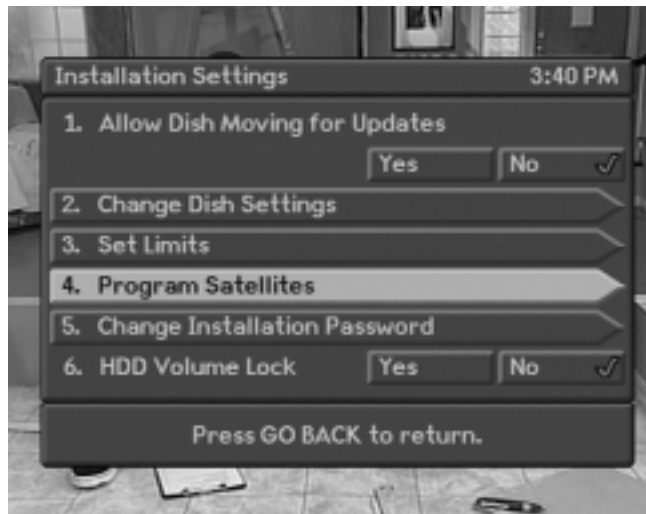 Installation Settings 3:40 PM
1. Allow Dish Moving for Updates
Yes No
2. Change Dish Settings
3. Set Limits
4. Program Satellites
5. Change Installation Password
6. HDD Volume Lock Yes No
Press GO BACK to return.